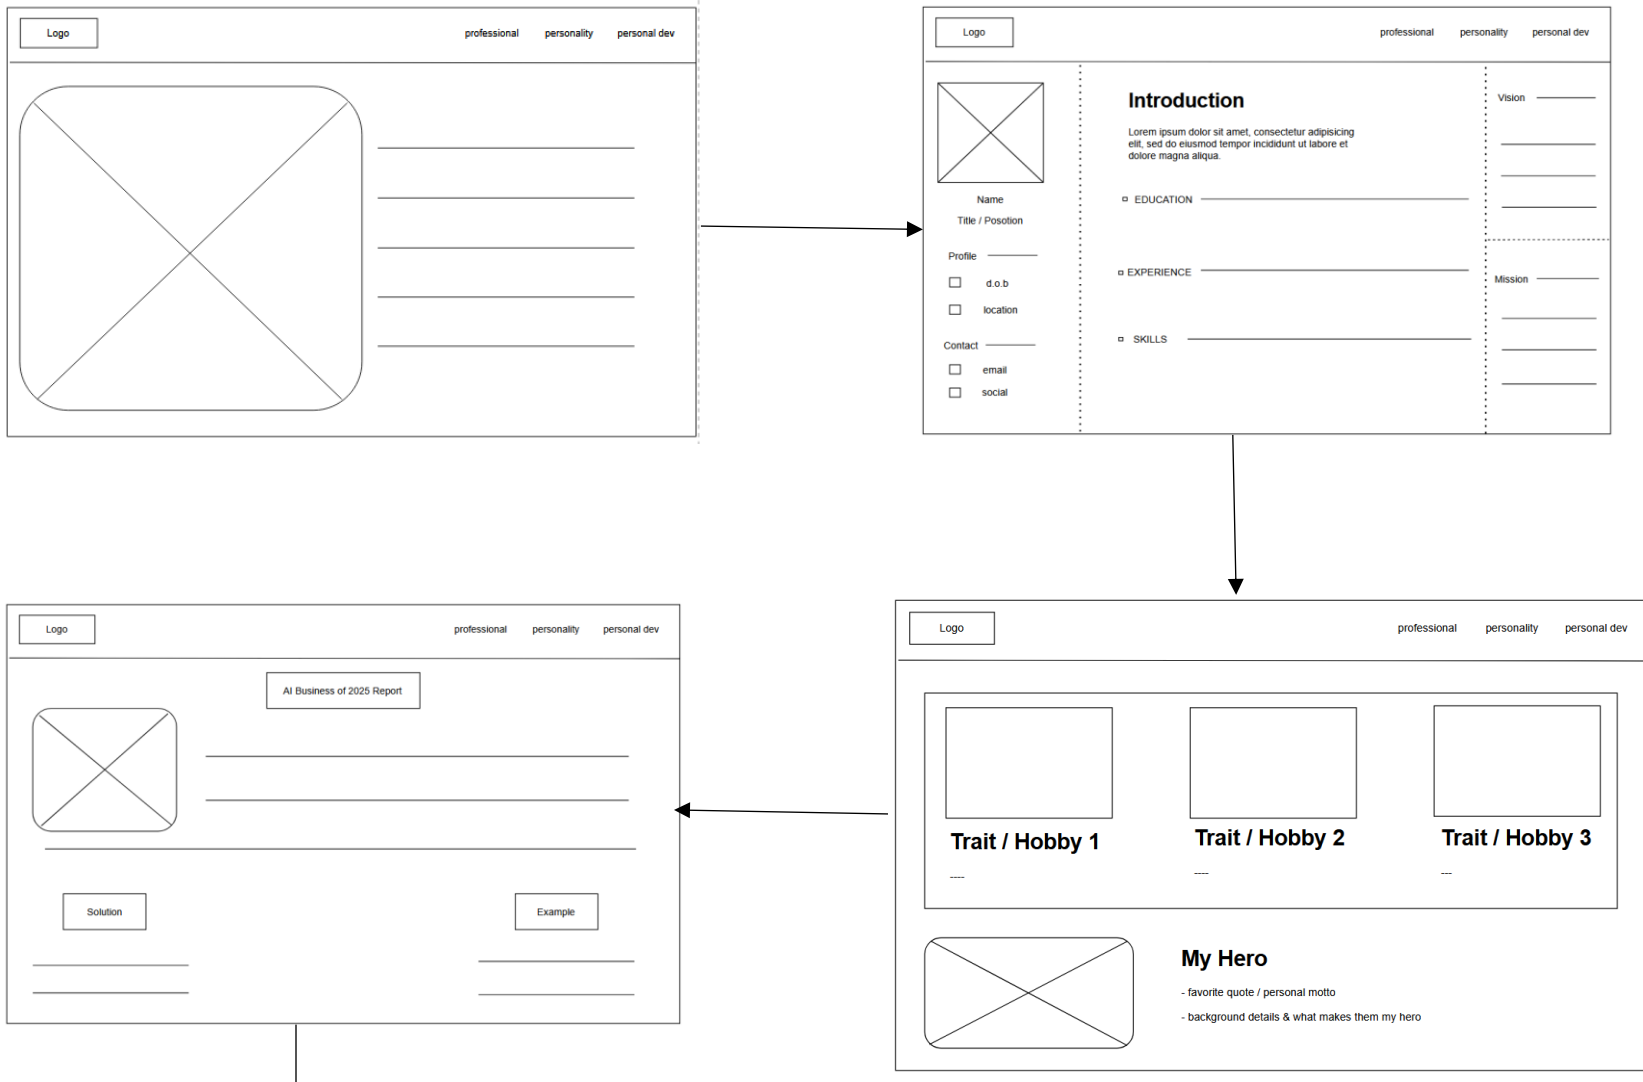 Logo
professional personality personal dev
Logo
professional personality personal dev
Name
Title / Posotion
Profile
d.o.b
location
Contact
email
social
Introduction
Lorem ipsum dolor sit amet, consectetur adipisicing
elit, sed do eiusmod tempor incididunt ut labore et
dolore magna aliqua.
EDUCATION
EXPERIENCE
SKILLS
Vision
Mission
Logo
professional personality personal dev
Trait / Hobby 1
----
Trait / Hobby 2
----
Trait / Hobby 3
---
My Hero
- favorite quote / personal motto
- background details & what makes them my hero
Logo
professional personality personal dev
AI Business of 2025 Report
Solution
Example